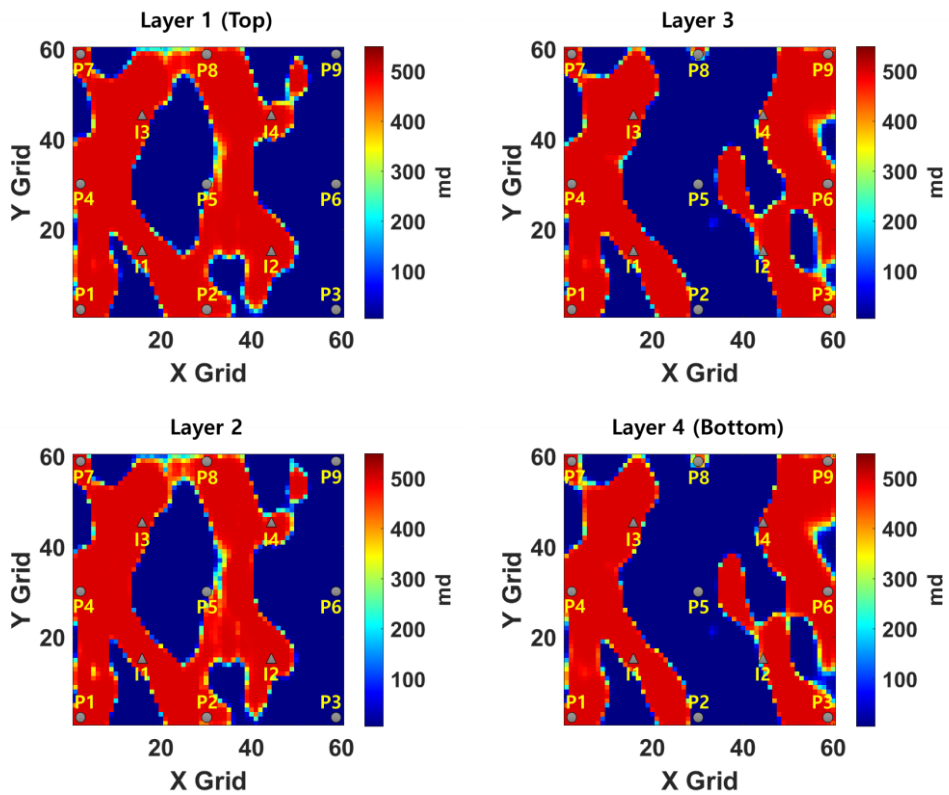 Layer 1 (Top)
60
40
20
Y Grid
P7 P8 P9
I3 I4
P4 P5 P6
I1 I2
P1 P2 P3
20 40 60
X Grid
500
400
300
200
100
md
Layer 3
60
40
20
Y Grid
P7 P8 P9
I3 I4
P4 P5 P6
I1 I2
P1 P2 P3
20 40 60
X Grid
500
400
300
200
100
md
Layer 2
60
40
20
Y Grid
P7 P8 P9
I3 I4
P4 P5 P6
I1 I2
P1 P2 P3
20 40 60
X Grid
500
400
300
200
100
md
Layer 4 (Bottom)
60
40
20
Y Grid
P7 P8 P9
I3 I4
P4 P5 P6
I1 I2
P1 P2 P3
20 40 60
X Grid
500
400
300
200
100
md